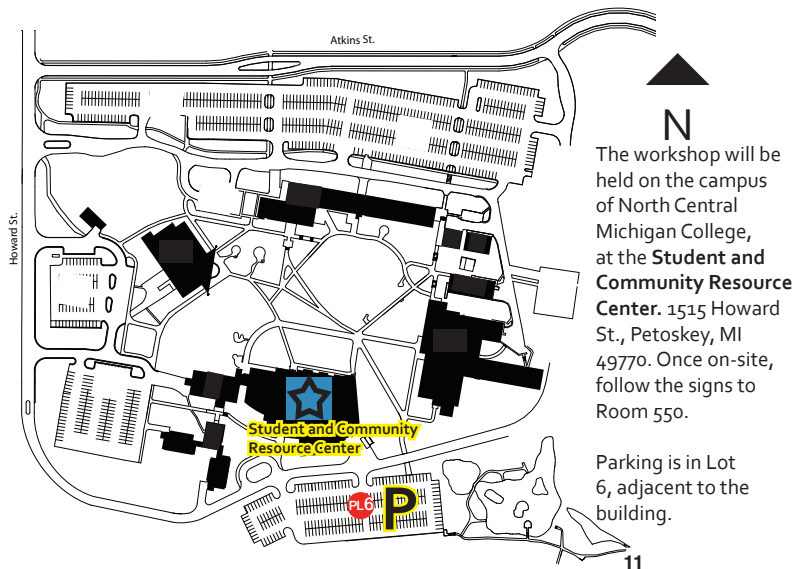 Atkins St.
Howard St.
N
The workshop will be
held on the campus
of North Central
Michigan College,
at the Student and
Community Resource
Center. 1515 Howard
St., Petoskey, MI
49770. Once on-site,
follow the signs to
Room 550.
Parking is in Lot
6, adjacent to the
building.
Student and Community
Resource Center
PL6
P
11